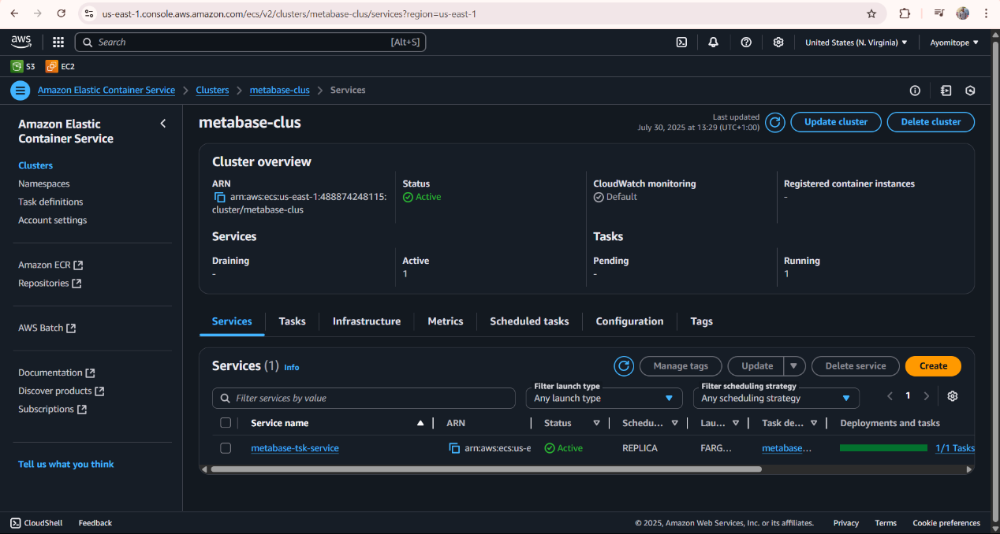 us-east-1.console.aws.amazon.com/ecs/v2/clusters/metabase-clus/services?region=us-east-1
aws
Search [Alt+S]
United States (N. Virginia)
Ayomitope
S3
EC2
Amazon Elastic Container Service
Clusters
metabase-clus
Services
Amazon Elastic
Container Service
Clusters
Namespaces
Task definitions
Account settings
Amazon ECR
Repositories
AWS Batch
Documentation
Discover products
Subscriptions
Tell us what you think
metabase-clus
Last updated
July 30, 2025 at 13:29 (UTC+1:00)
Update cluster
Delete cluster
Cluster overview
ARN
arn:aws:ecs:us-east-1:488874248115:
cluster/metabase-clus
Status
Active
CloudWatch monitoring
Default
Registered container instances
-
Services
Draining
-
Active
1
Tasks
Pending
-
Running
1
Services
Tasks
Infrastructure
Metrics
Scheduled tasks
Configuration
Tags
Services (1) Info
Manage tags
Update
Delete service
Create
Filter services by value
Filter launch type
Any launch type
Filter scheduling strategy
Any scheduling strategy
1
Service name
ARN
Status
Schedu...
Lau...
Task de...
Deployments and tasks
metabase-tsk-service
arn:aws:ecs:us-e
Active
REPLICA
FARG...
metabase...
1/1 Tasks
CloudShell
Feedback
© 2025, Amazon Web Services, Inc. or its affiliates.
Privacy
Terms
Cookie preferences